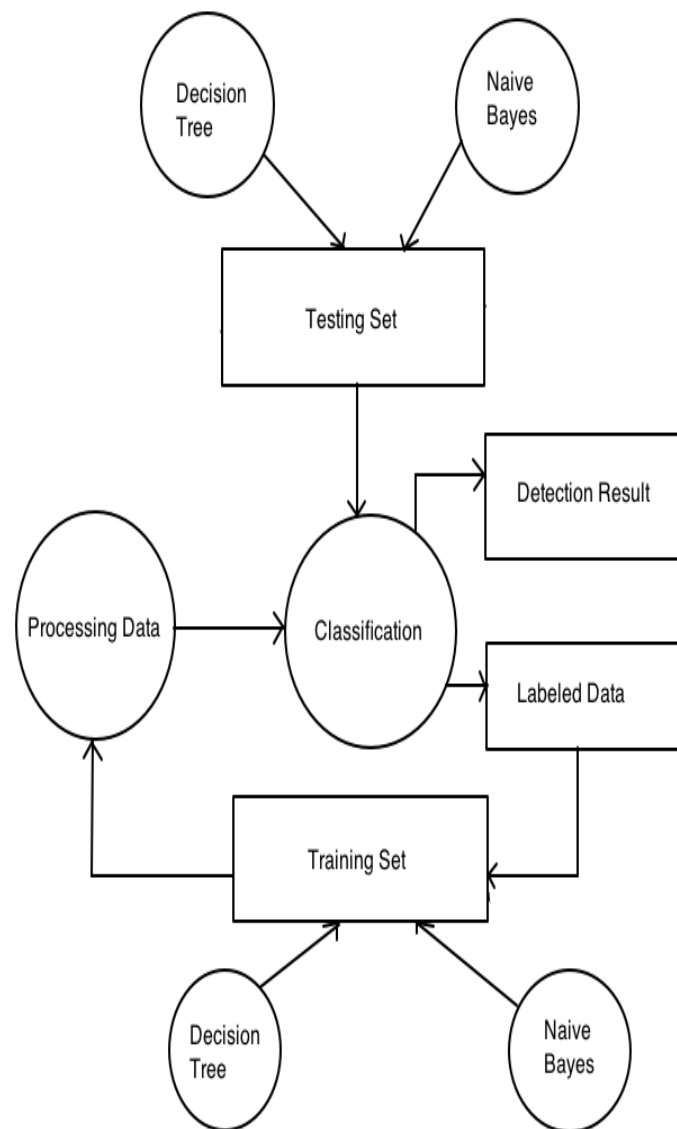 Decision
Tree
Naive
Bayes
Testing Set
Detection Result
Processing Data
Classification
Labeled Data
Training Set
Decision
Tree
Naive
Bayes